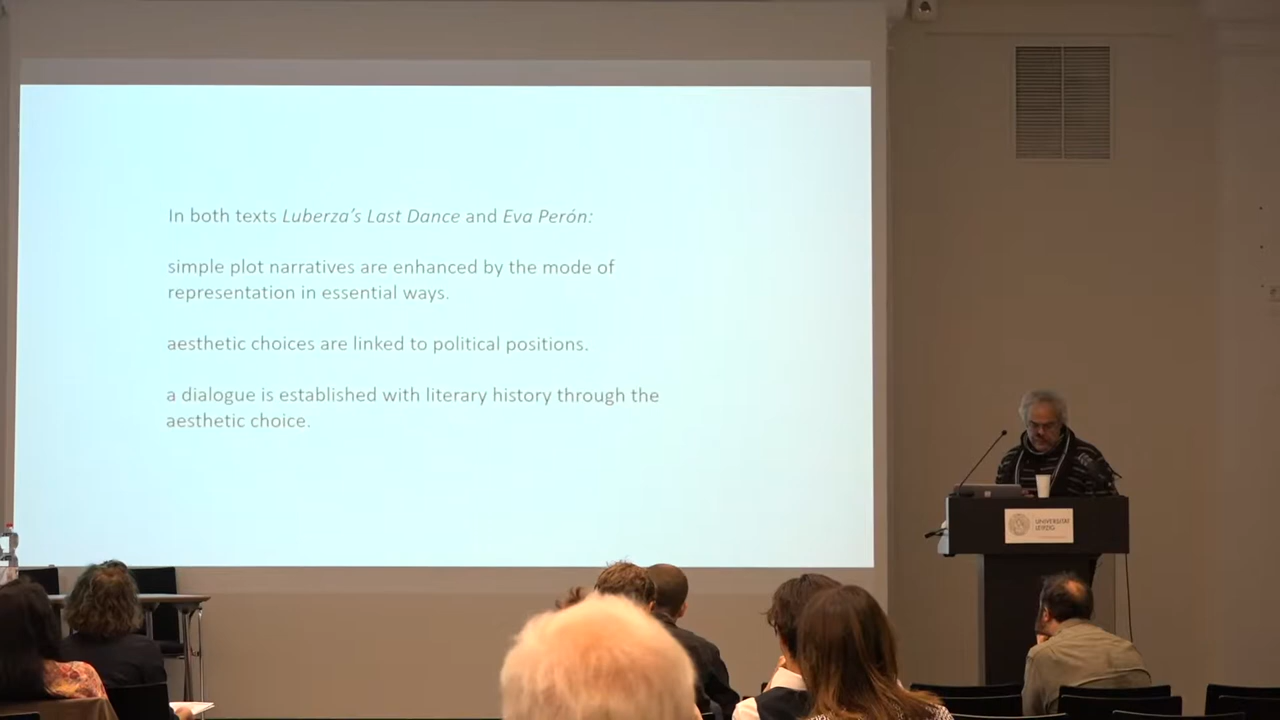 In both texts Luberza's Last Dance and Eva Perón:
simple plot narratives are enhanced by the mode of
representation in essential ways.
aesthetic choices are linked to political positions.
a dialogue is established with literary history through the
aesthetic choice.
UNIVERSITÄT
LEIPZIG